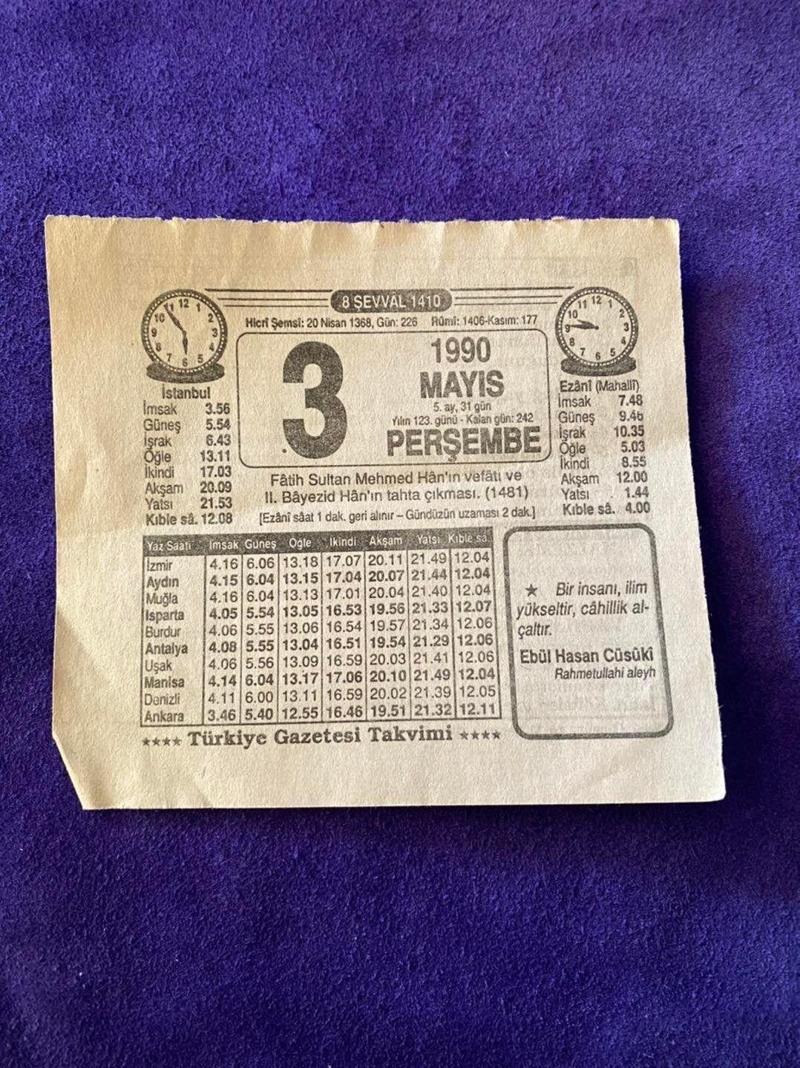 8 ŞEVVÂL 1410
Hicrî Şemsî: 20 Nisan 1368, Gün: 226 Rûmî: 1406-Kasım: 177
3
1990
MAYIS
5. ay, 31 gün
Yılın 123. günü - Kalan gün: 242
PERŞEMBE
Fâtih Sultan Mehmed Hân'ın vefâtı ve
II. Bâyezid Hân'ın tahta çıkması. (1481)
[Ezânî sâat 1 dak. geri alınır – Gündüzün uzaması 2 dak.]
İstanbul
İmsak 3.56
Güneş 5.54
İşrak 6.43
Öğle 13.11
İkindi 17.03
Akşam 20.09
Yatsı 21.53
Kıble sâ. 12.08
Ezânî (Mahallî)
İmsak 7.48
Güneş 9.46
İşrak 10.35
Öğle 5.03
İkindi 8.55
Akşam 12.00
Yatsı 1.44
Kıble sâ. 4.00
Yaz Saati İmsak Güneş Öğle İkindi Akşam Yatsı Kıble sa.
İzmir 4.16 6.06 13.18 17.07 20.11 21.49 12.04
Aydın 4.15 6.04 13.15 17.04 20.07 21.44 12.04
Muğla 4.16 6.04 13.13 17.01 20.04 21.40 12.04
Isparta 4.05 5.54 13.05 16.53 19.56 21.33 12.07
Burdur 4.06 5.55 13.06 16.54 19.57 21.34 12.06
Antalya 4.08 5.55 13.04 16.51 19.54 21.29 12.06
Uşak 4.06 5.56 13.09 16.59 20.03 21.41 12.06
Manisa 4.14 6.04 13.17 17.06 20.10 21.49 12.04
Denizli 4.11 6.00 13.11 16.59 20.02 21.39 12.05
Ankara 3.46 5.40 12.55 16.46 19.51 21.32 12.11
★ Bir insanı, ilim
yükseltir, câhillik al-
çaltır.
Ebül Hasan Cüsûkî
Rahmetullahi aleyh
★★★★ Türkiye Gazetesi Takvimi ★★★★